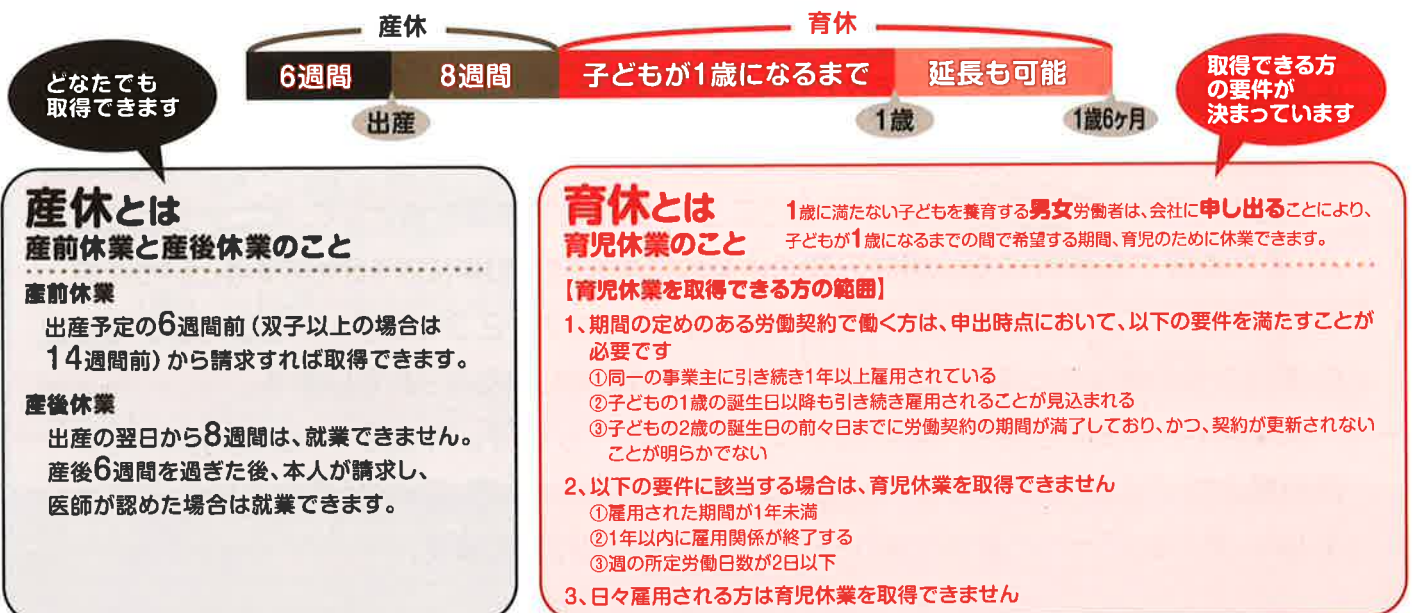 産休
育休
どなたでも
取得できます
6週間
8週間
子どもが1歳になるまで
延長も可能
取得できる方
の要件が
決まっています
出産
1歳
1歳6ヶ月
産休とは
産前休業と産後休業のこと
産前休業
出産予定の6週間前(双子以上の場合は
14週間前)から請求すれば取得できます。
産後休業
出産の翌日から8週間は、就業できません。
産後6週間を過ぎた後、本人が請求し、
医師が認めた場合は就業できます。
育休とは
育児休業のこと
1歳に満たない子どもを養育する男女労働者は、会社に申し出ることにより、
子どもが1歳になるまでの間で希望する期間、育児のために休業できます。
【育児休業を取得できる方の範囲】
1、期間の定めのある労働契約で働く方は、申出時点において、以下の要件を満たすことが
必要です
①同一の事業主に引き続き1年以上雇用されている
②子どもの1歳の誕生日以降も引き続き雇用されることが見込まれる
③子どもの2歳の誕生日の前々日までに労働契約の期間が満了しており、かつ、契約が更新されない
ことが明らかでない
2、以下の要件に該当する場合は、育児休業を取得できません
①雇用された期間が1年未満
②1年以内に雇用関係が終了する
③週の所定労働日数が2日以下
3、日々雇用される方は育児休業を取得できません